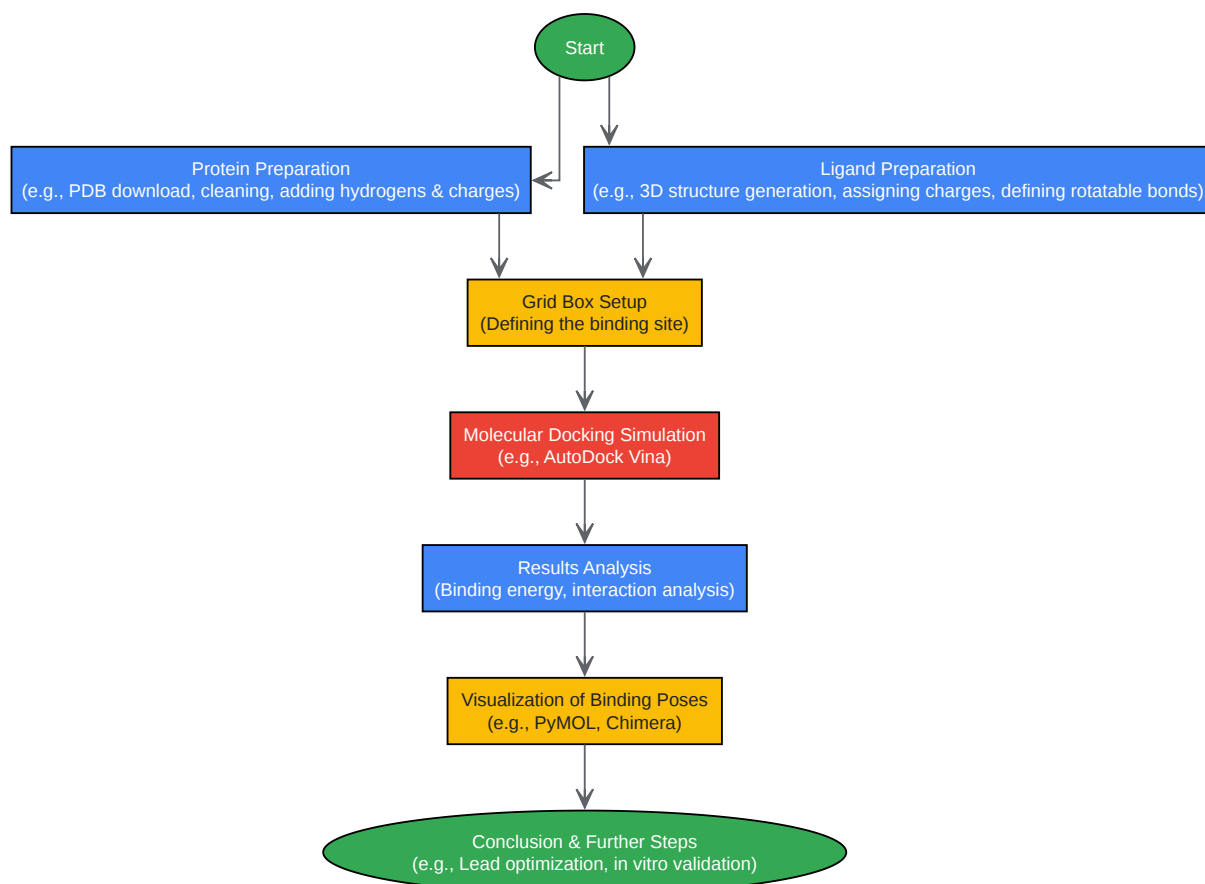 Start
Protein Preparation
(e.g., PDB download, cleaning, adding hydrogens & charges)
Ligand Preparation
(e.g., 3D structure generation, assigning charges, defining rotatable bonds)
Grid Box Setup
(Defining the binding site)
Molecular Docking Simulation
(e.g., AutoDock Vina)
Results Analysis
(Binding energy, interaction analysis)
Visualization of Binding Poses
(e.g., PyMOL, Chimera)
Conclusion & Further Steps
(e.g., Lead optimization, in vitro validation)